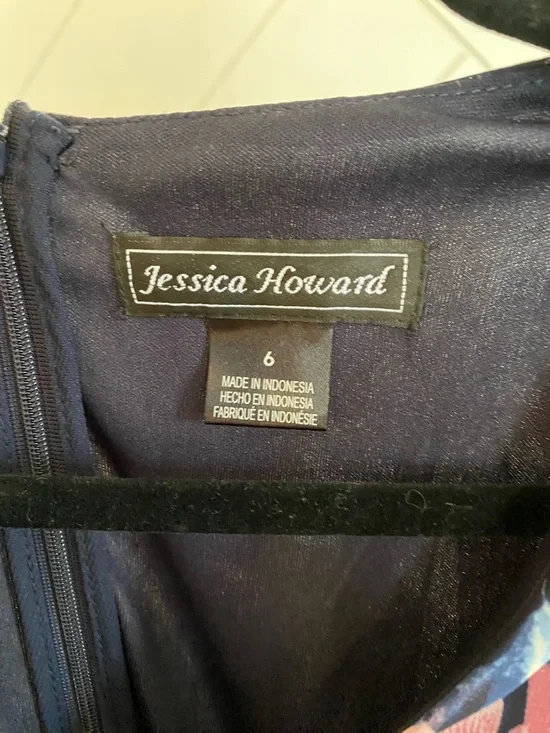 Jessica Howard
6
MADE IN INDONESIA
HECHO EN INDONESIA
FABRIQUÉ EN INDONÉSIE